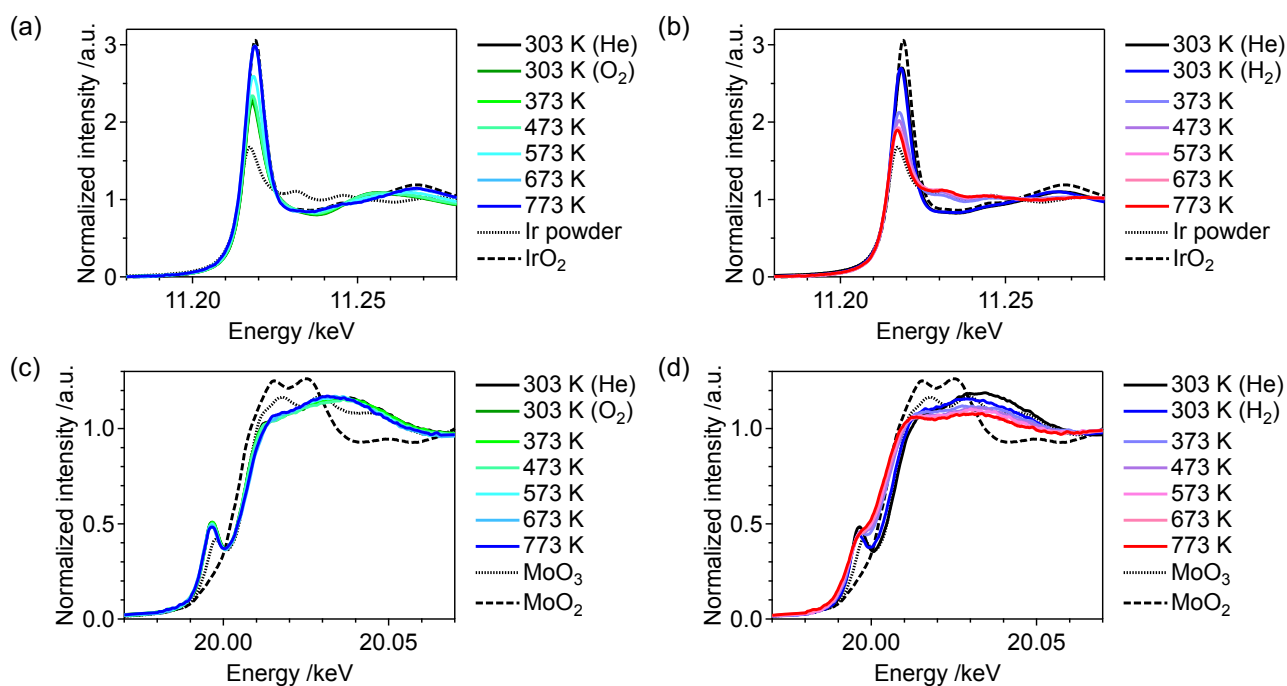 (a)
Normalized intensity /a.u.
3
2
1
0
11.20
11.25
Energy /keV
303 K (He)
303 K (O₂)
373 K
473 K
573 K
673 K
773 K
Ir powder
IrO₂
(b)
Normalized intensity /a.u.
3
2
1
0
11.20
11.25
Energy /keV
303 K (He)
303 K (H₂)
373 K
473 K
573 K
673 K
773 K
Ir powder
IrO₂
(c)
Normalized intensity /a.u.
1.0
0.5
0.0
20.00
20.05
Energy /keV
303 K (He)
303 K (O₂)
373 K
473 K
573 K
673 K
773 K
MoO₃
MoO₂
(d)
Normalized intensity /a.u.
1.0
0.5
0.0
20.00
20.05
Energy /keV
303 K (He)
303 K (H₂)
373 K
473 K
573 K
673 K
773 K
MoO₃
MoO₂